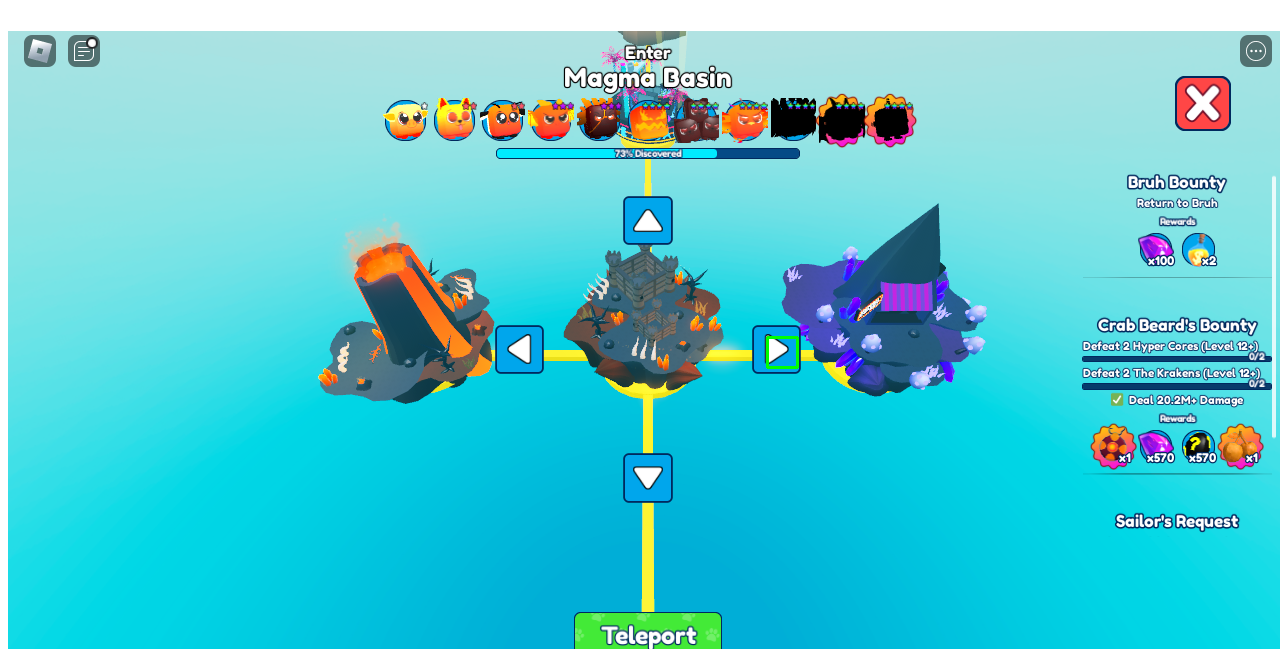 Enter
Magma Basin
73% Discovered
Bruh Bounty
Return to Bruh
Rewards
x100
x2
Crab Beard's Bounty
Defeat 2 Hyper Cores (Level 12+)
0/2
Defeat 2 The Krakens (Level 12+)
0/2
Deal 20.2M+ Damage
Rewards
x1
x570
?
x570
x1
Sailor's Request
Teleport